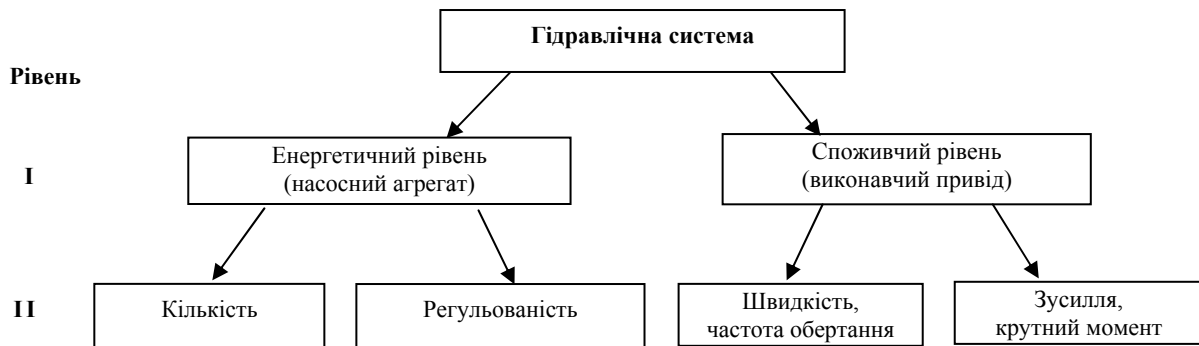 Гідравлічна система
Рівень
І
Енергетичний рівень
(насосний агрегат)
Споживчий рівень
(виконавчий привід)
ІІ
Кількість
Регульованість
Швидкість,
частота обертання
Зусилля,
крутний момент